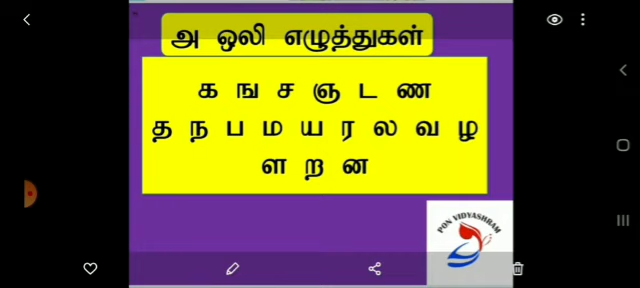 அ ஒலி எழுத்துகள்
க ங ச ஞ ட ண
த ந ப ம ய ர ல வ ழ
ள ற ன
PON VIDYASHRAM